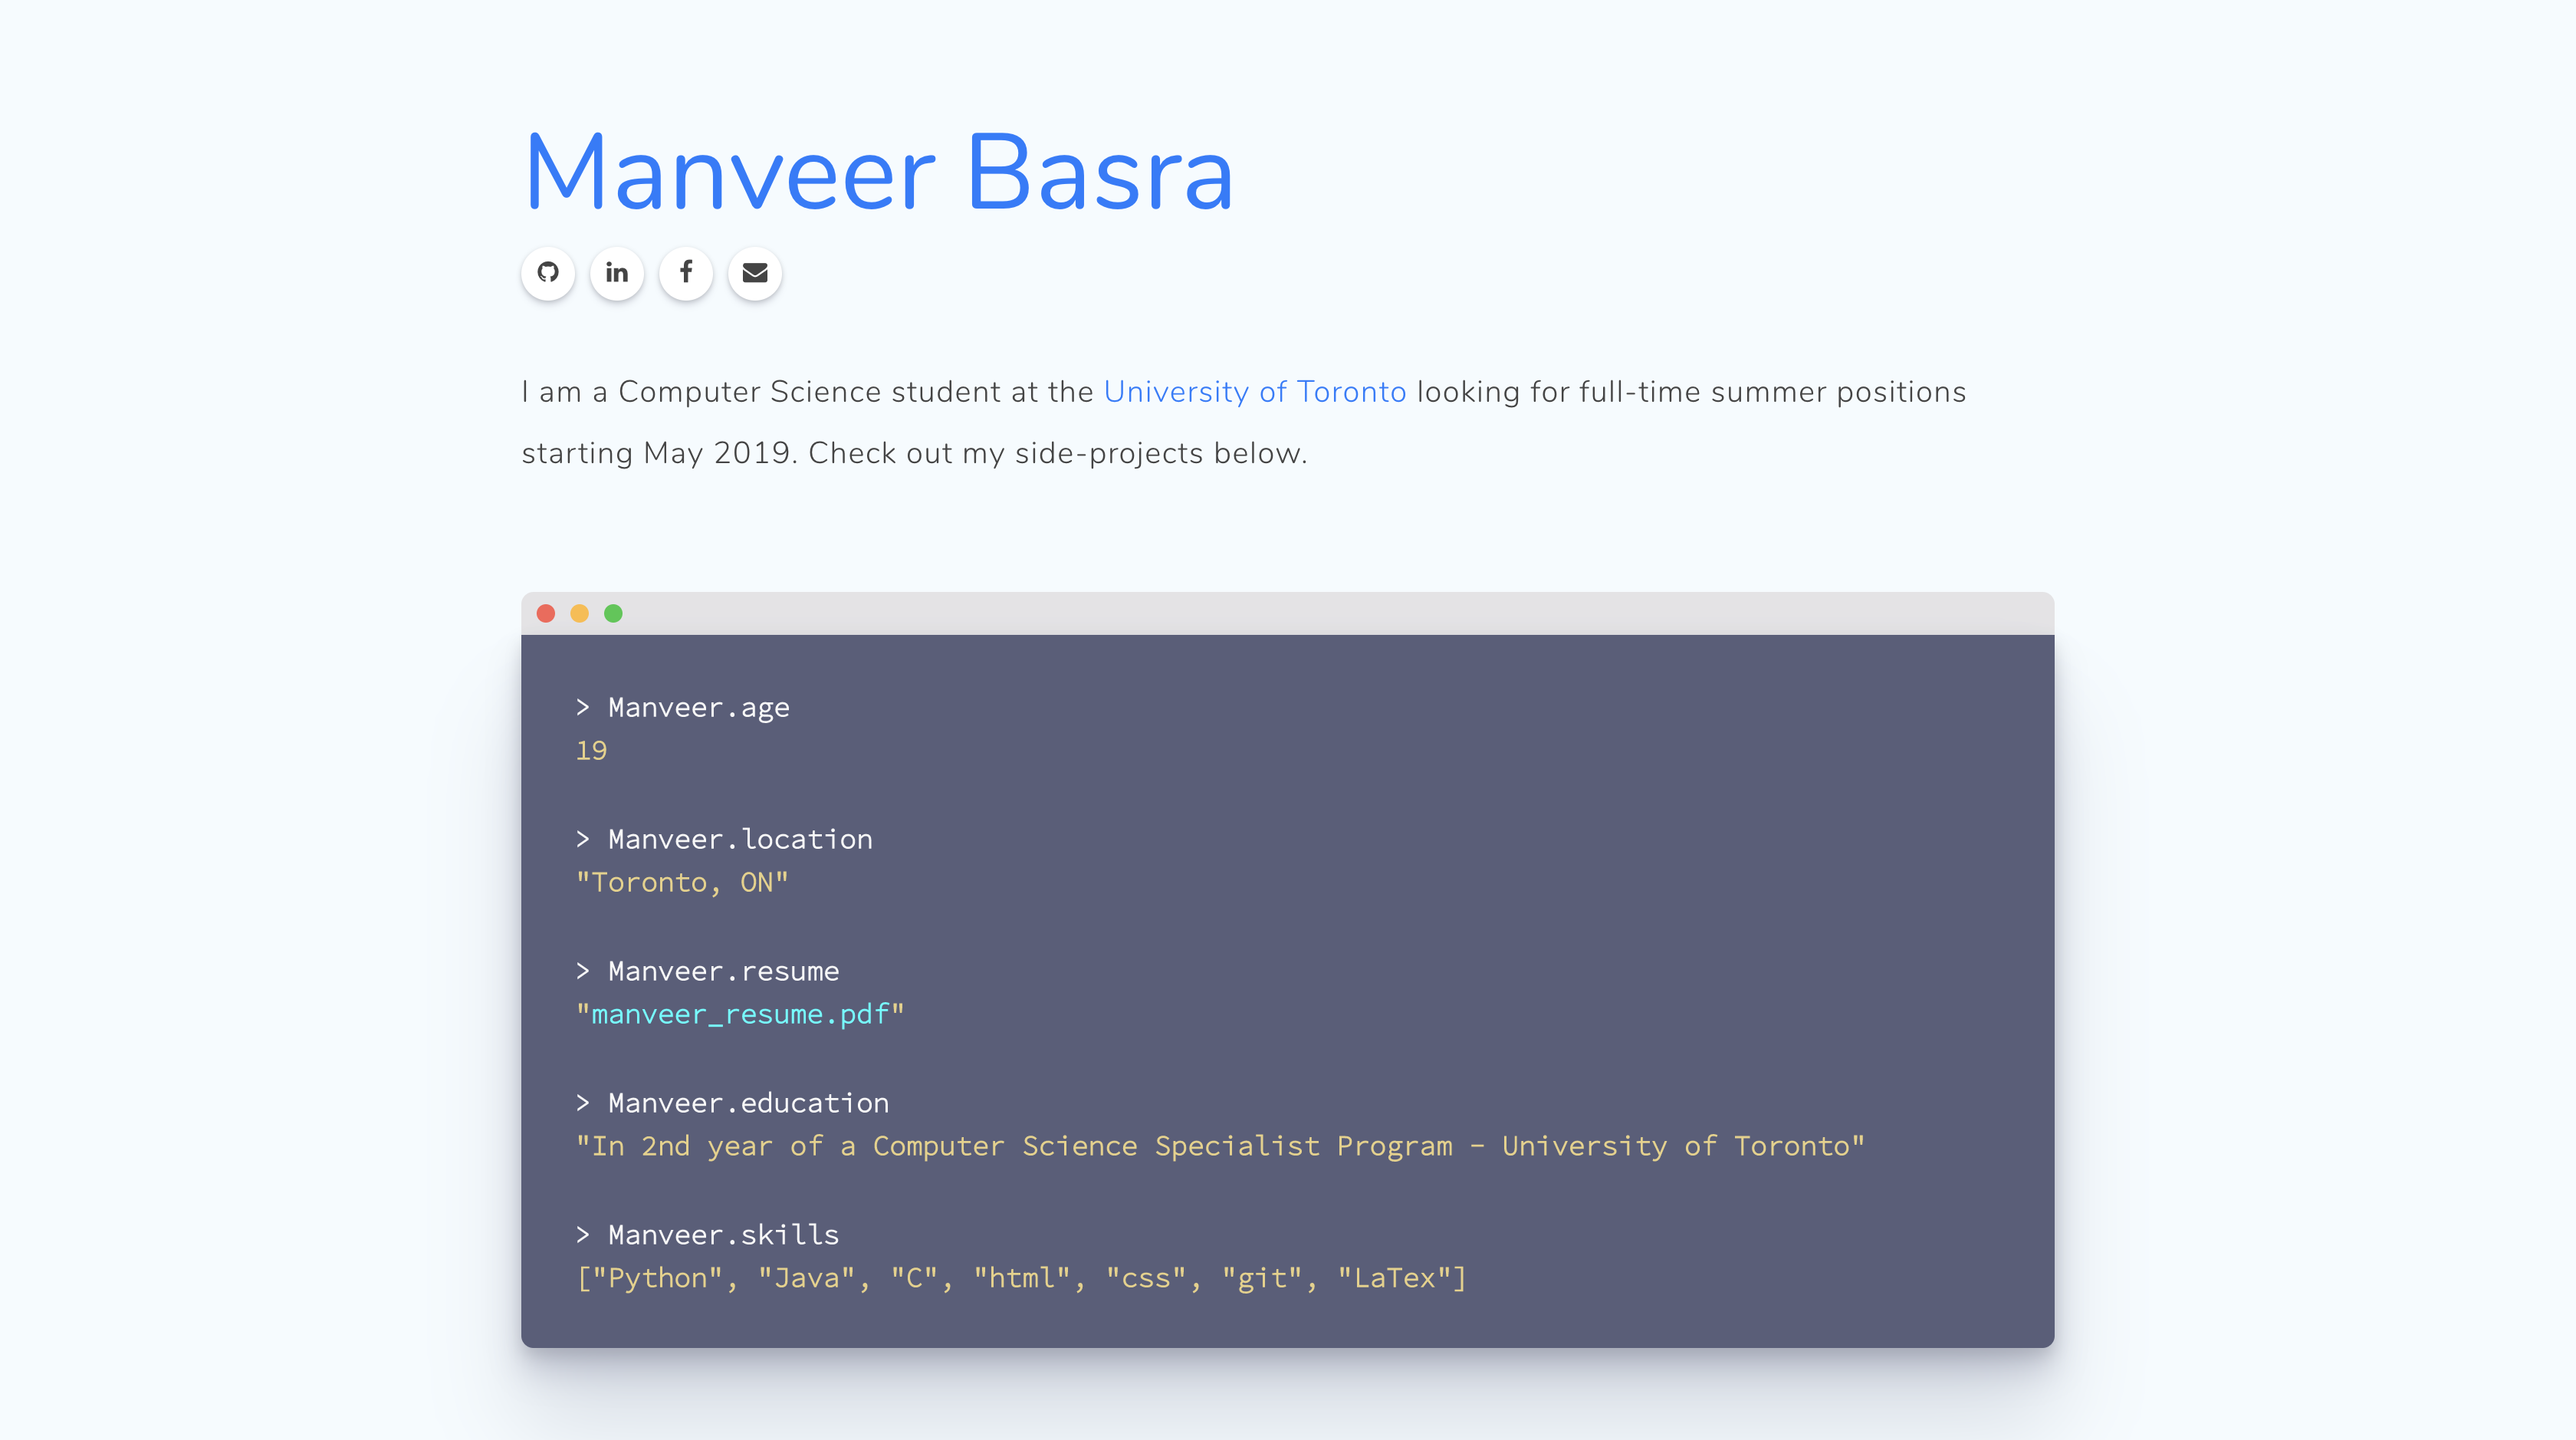 Manveer Basra
I am a Computer Science student at the University of Toronto looking for full-time summer positions
starting May 2019. Check out my side-projects below.
> Manveer.age
19
> Manveer.location
"Toronto, ON"
> Manveer.resume
"manveer_resume.pdf"
> Manveer.education
"In 2nd year of a Computer Science Specialist Program - University of Toronto"
> Manveer.skills
["Python", "Java", "C", "html", "css", "git", "LaTex"]